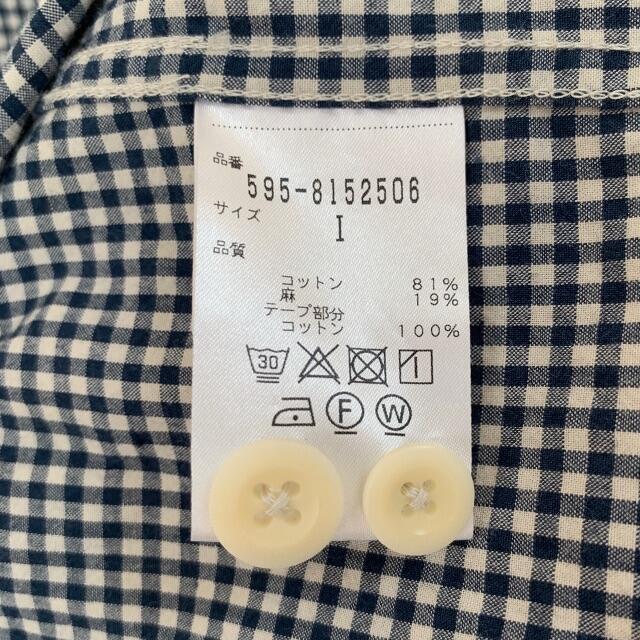 品番
595-8152506
サイズ
I
品質
コットン 81%
麻 19%
テープ部分
コットン 100%
30
F W